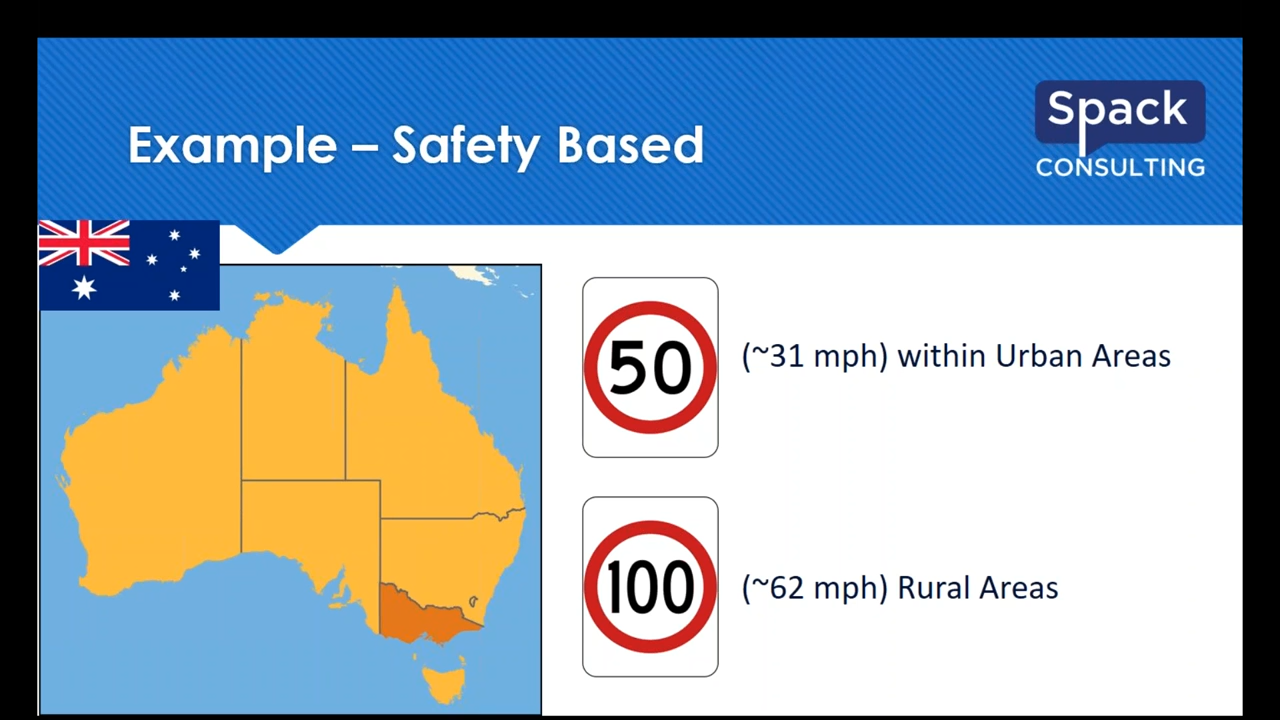 Example – Safety Based
Spack
CONSULTING
50
(~31 mph) within Urban Areas
100
(~62 mph) Rural Areas